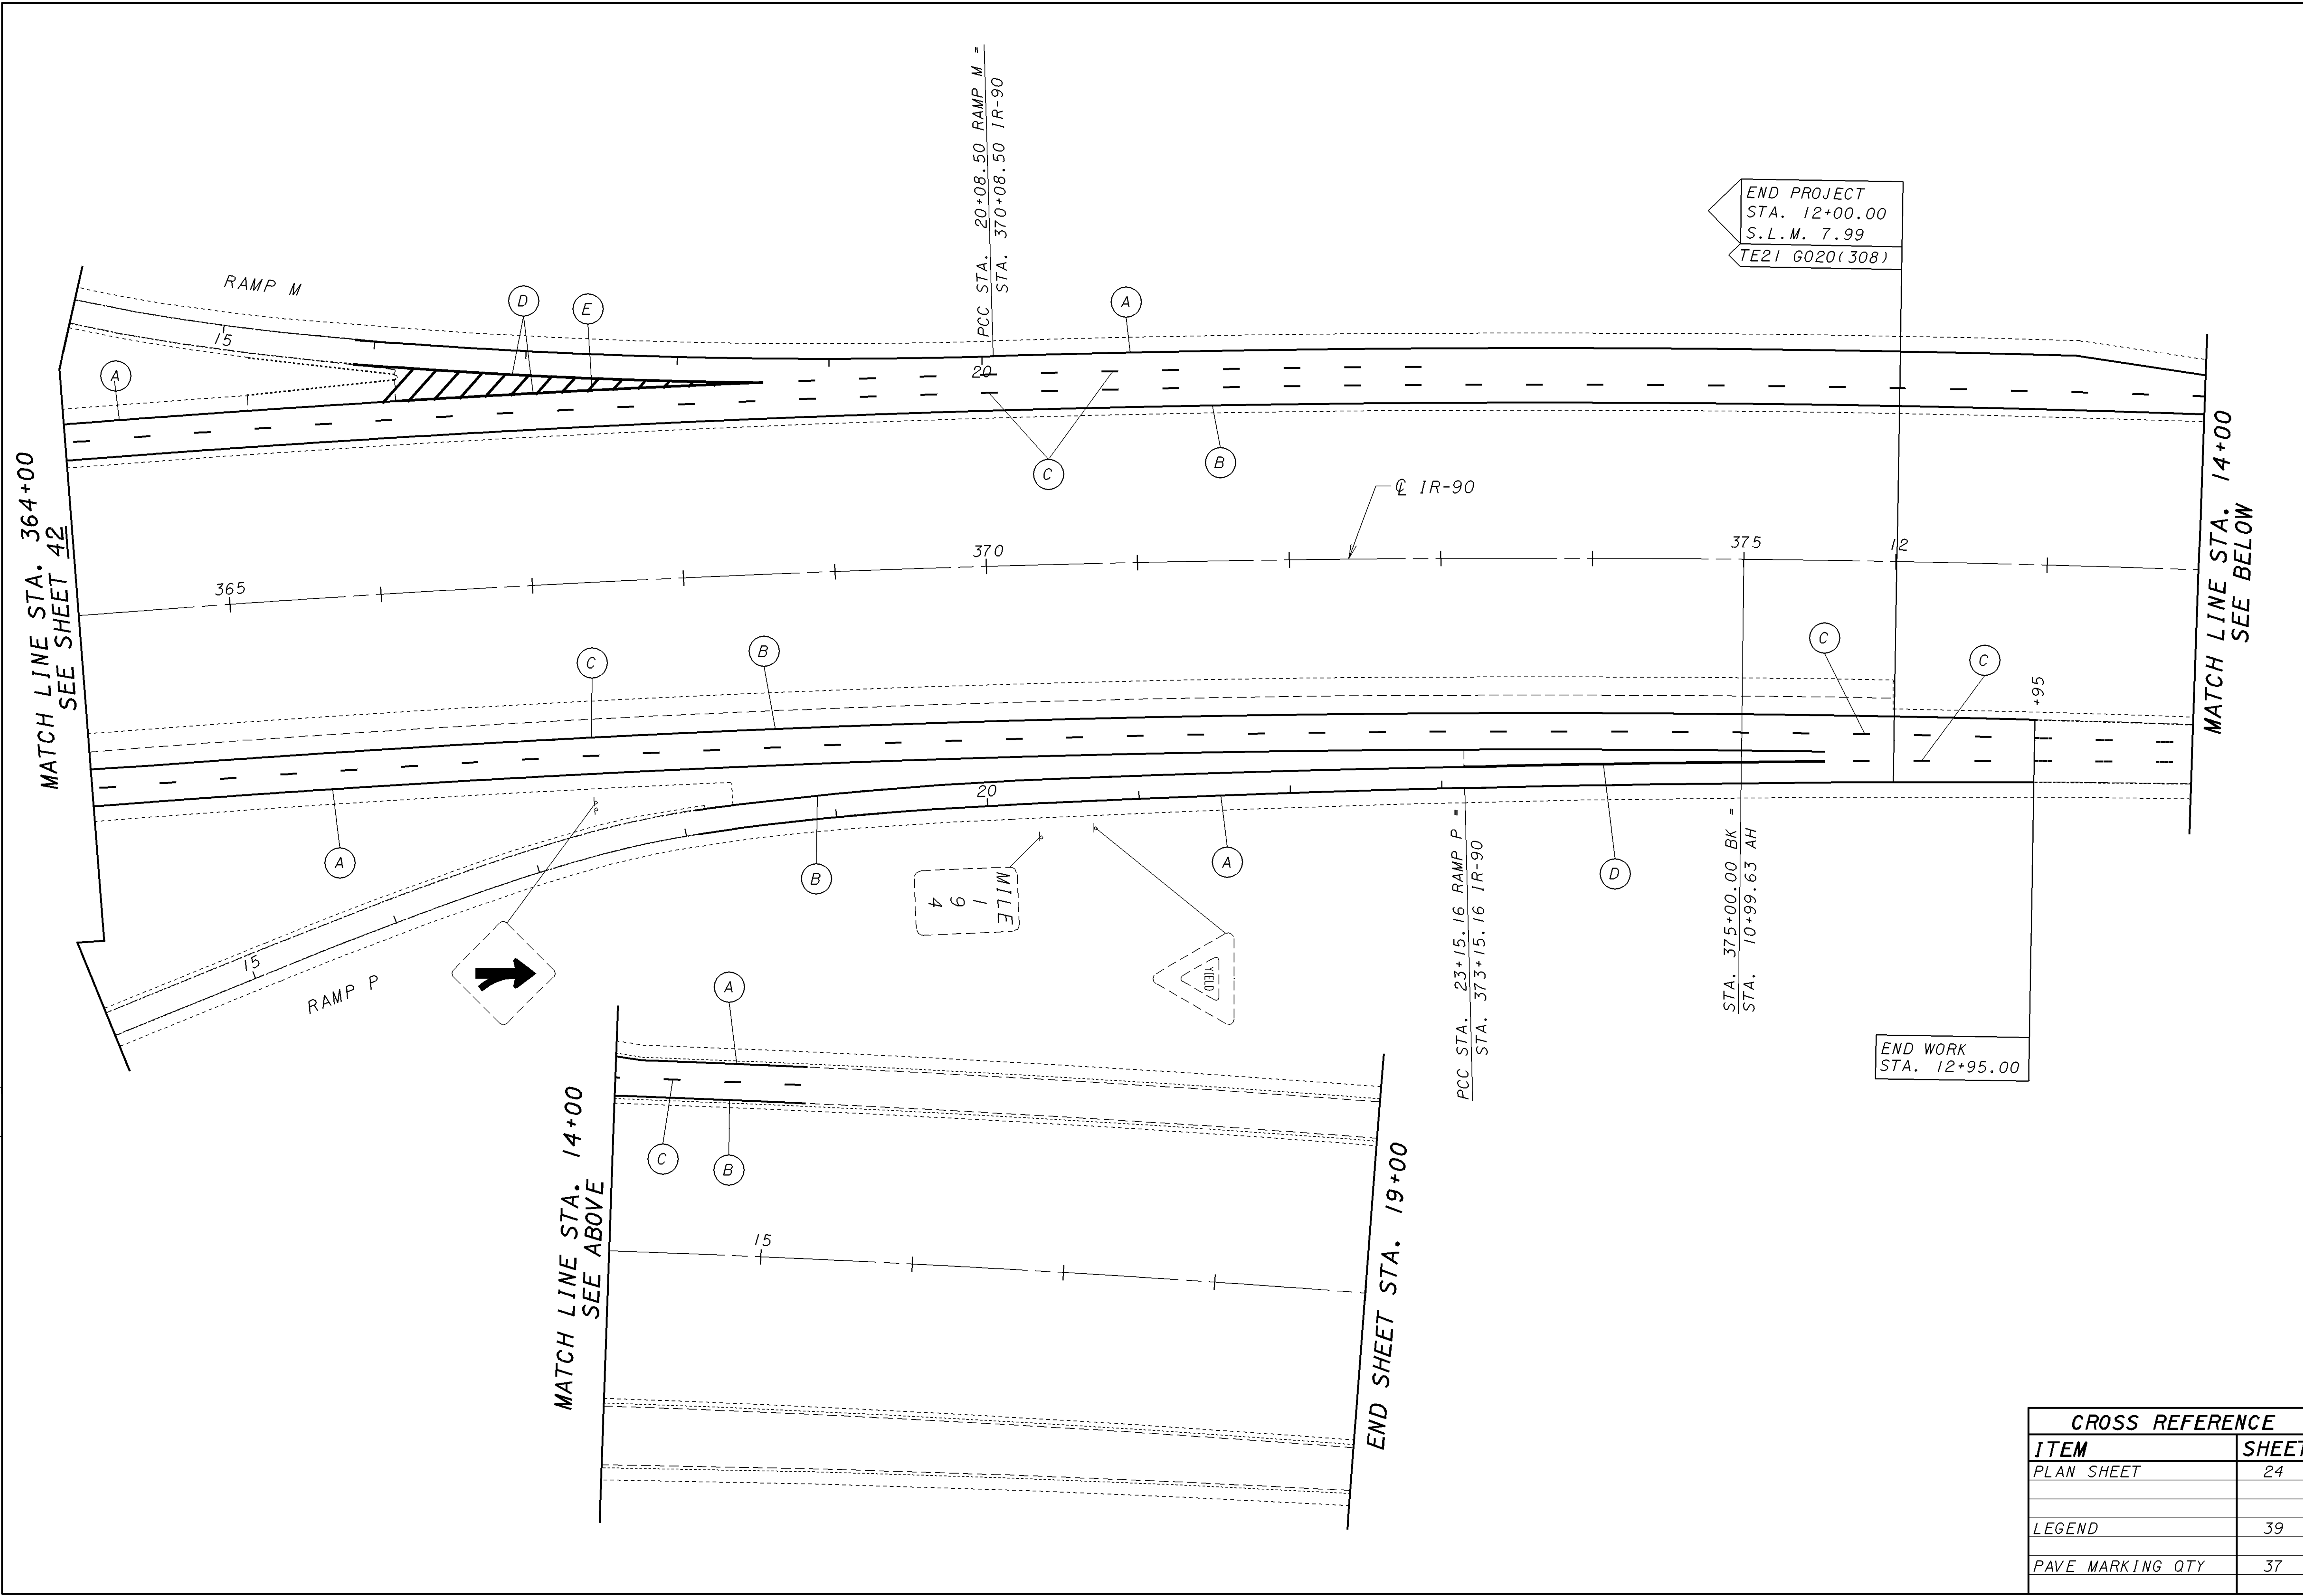 PCC STA. 20+08.50 RAMP M =
STA. 370+08.50 IR-90
END PROJECT
STA. 12+00.00
S.L.M. 7.99
TE21 G020(308)
RAMP M
D
E
A
15
A
20
C
B
MATCH LINE STA. 364+00
SEE SHEET 42
MATCH LINE STA. 14+00
SEE BELOW
℄ IR-90
365
370
375
12
C
B
C
C
+95
20
A
B
A
D
MILE
1
9
4
YIELD
15
RAMP P
PCC STA. 23+15.16 RAMP P =
STA. 373+15.16 IR-90
STA. 375+00.00 BK =
STA. 10+99.63 AH
END WORK
STA. 12+95.00
A
C
B
MATCH LINE STA. 14+00
SEE ABOVE
15
END SHEET STA. 19+00
CROSS REFERENCE
ITEM SHEET
PLAN SHEET 24
LEGEND 39
PAVE MARKING QTY 37